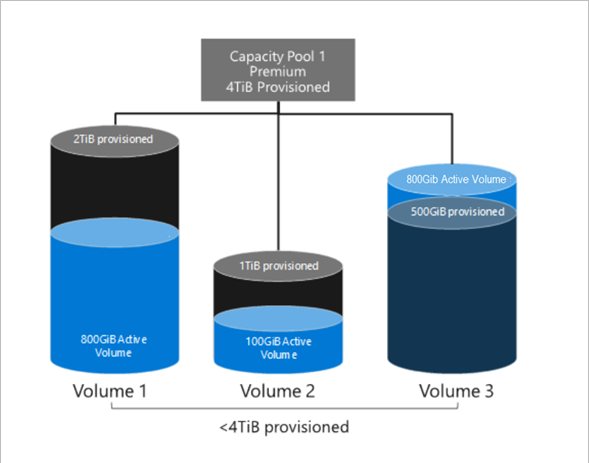 Capacity Pool 1
Premium
4TiB Provisioned
2TiB provisioned
800GiB Active
Volume
1TiB provisioned
100GiB Active
Volume
800Gib Active Volume
500GiB provisioned
Volume 1
Volume 2
Volume 3
<4TiB provisioned